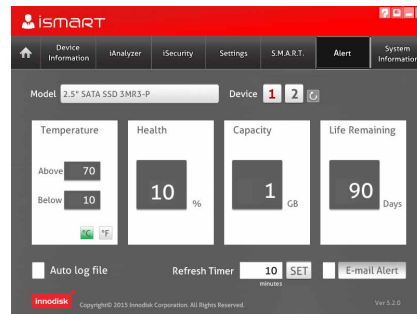 ismart
Device Information
iAnalyzer
iSecurity
Settings
S.M.A.R.T.
Alert
System Information
Model 2.5" SATA SSD 3MR3-P
Device 1 2
Temperature
Above 70
Below 10
°C °F
Health
10 %
Capacity
1 GB
Life Remaining
90 Days
Auto log file
Refresh Timer 10 SET
minutes
E-mail Alert
innodisk Copyright© 2015 Innodisk Corporation. All Rights Reserved.
Ver 5.2.0